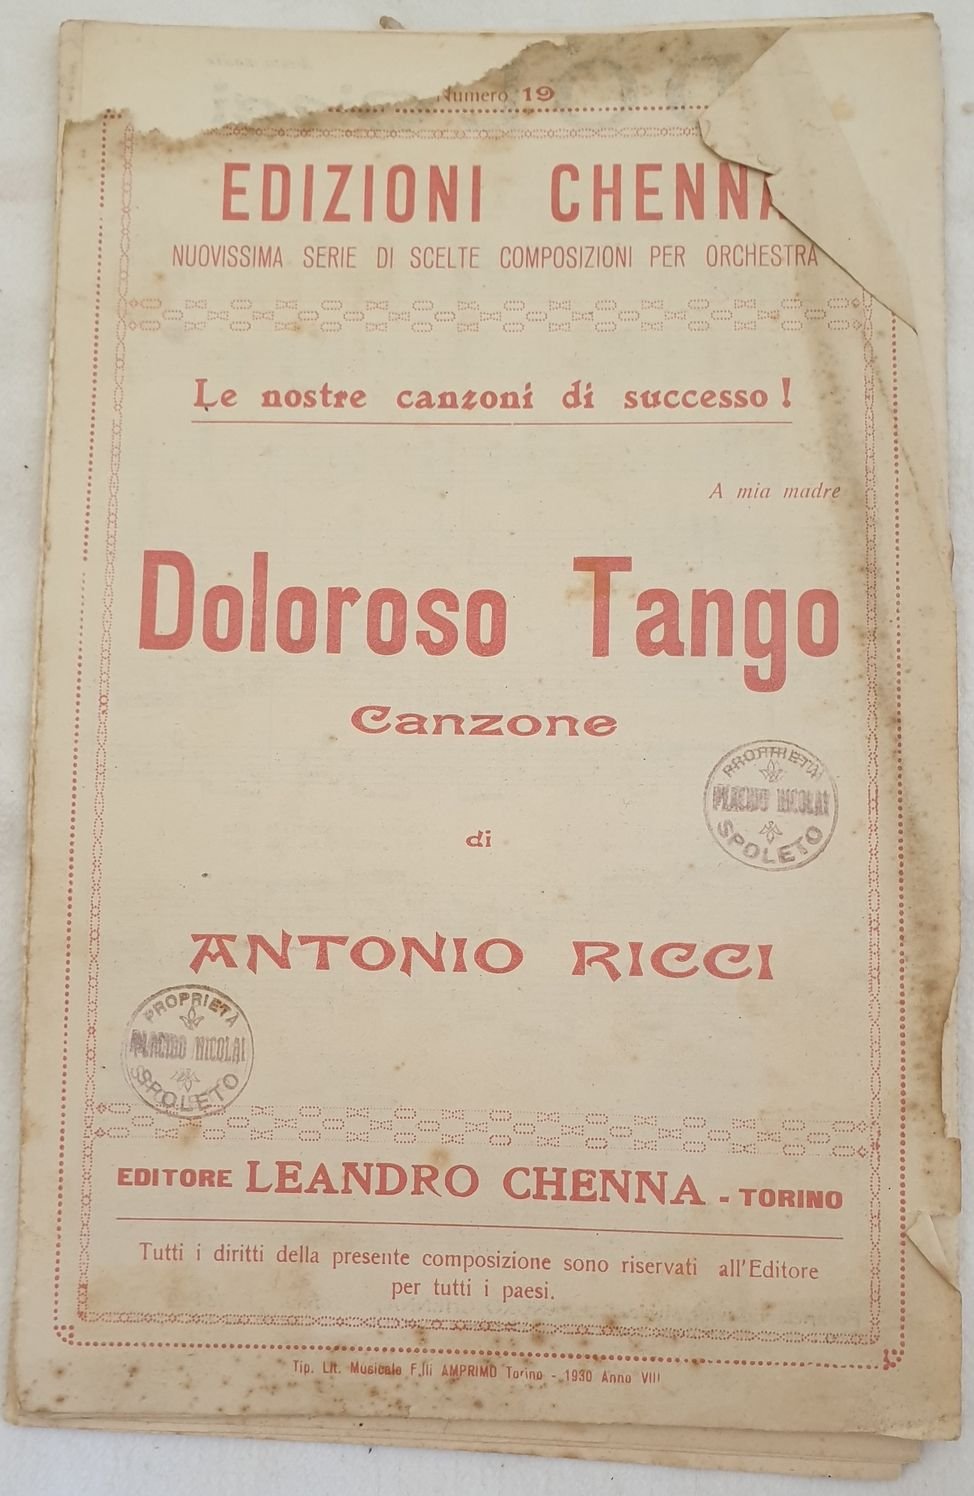 Numero 19
EDIZIONI CHENNA
NUOVISSIMA SERIE DI SCELTE COMPOSIZIONI PER ORCHESTRA
Le nostre canzoni di successo!
A mia madre
Doloroso Tango
Canzone
PROPRIETÀ
PLACIDO NICOLAI
SPOLETO
di
ANTONIO RICCI
PROPRIETÀ
PLACIDO NICOLAI
SPOLETO
EDITORE LEANDRO CHENNA - TORINO
Tutti i diritti della presente composizione sono riservati all'Editore
per tutti i paesi.
Tip. Lit. Musicale F.lli AMPRIMO Torino - 1930 Anno VIII